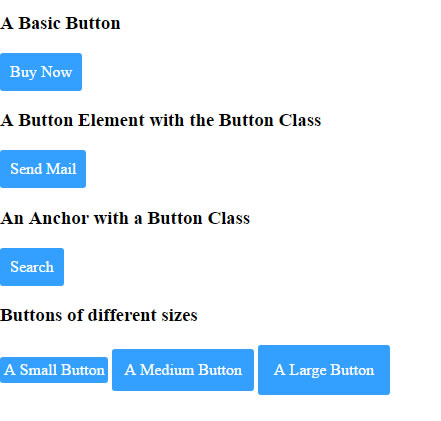 A Basic Button
Buy Now
A Button Element with the Button Class
Send Mail
An Anchor with a Button Class
Search
Buttons of different sizes
A Small Button A Medium Button A Large Button